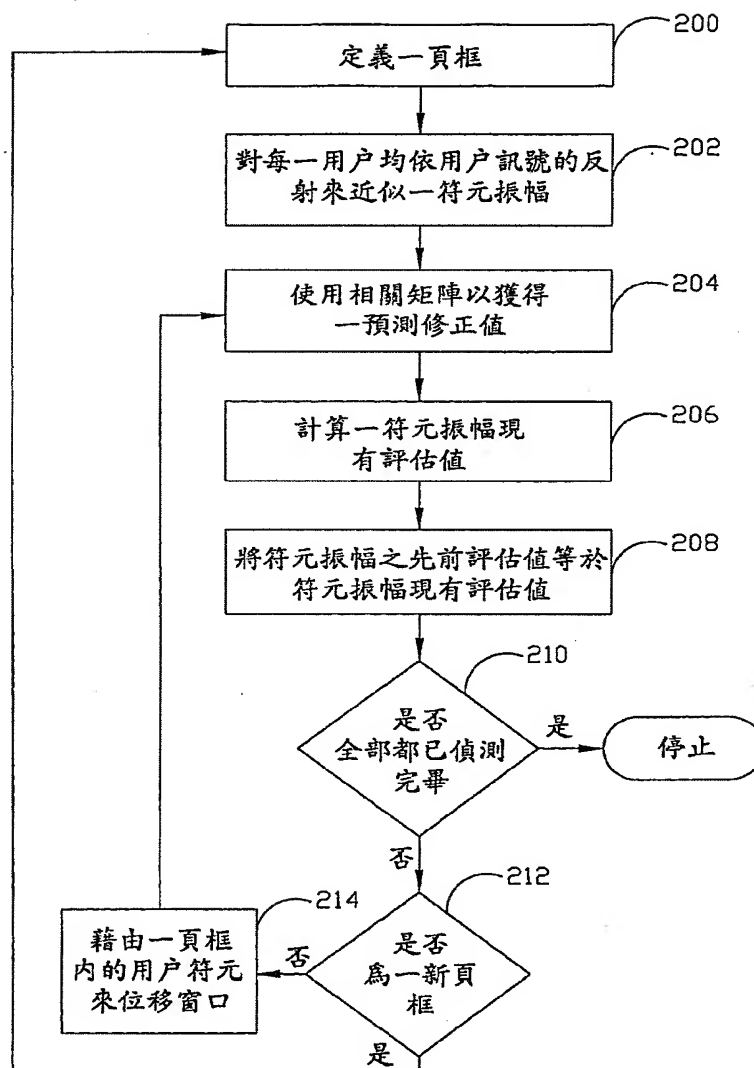 200
定義一頁框
202
對每一用户均依用户訊號的反
射來近似一符元振幅
204
使用相關矩陣以獲得
一預測修正值
206
計算一符元振幅現
有評估值
208
將符元振幅之先前評估值等於
符元振幅現有評估值
210
是否
全部都已偵測
完畢
是
停止
否
212
是否
爲一新頁
框
否
214
藉由一頁框
內的用户符元
來位移窗口
是